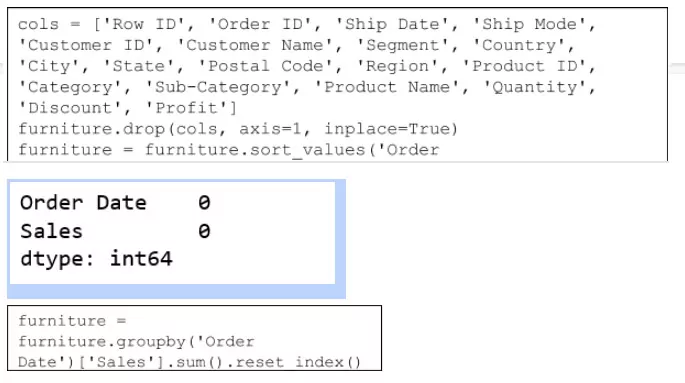 cols = ['Row ID', 'Order ID', 'Ship Date', 'Ship Mode',
'Customer ID', 'Customer Name', 'Segment', 'Country',
'City', 'State', 'Postal Code', 'Region', 'Product ID',
'Category', 'Sub-Category', 'Product Name', 'Quantity',
'Discount', 'Profit']
furniture.drop(cols, axis=1, inplace=True)
furniture = furniture.sort_values('Order
Order Date 0
Sales 0
dtype: int64
furniture =
furniture.groupby('Order
Date')['Sales'].sum().reset_index()